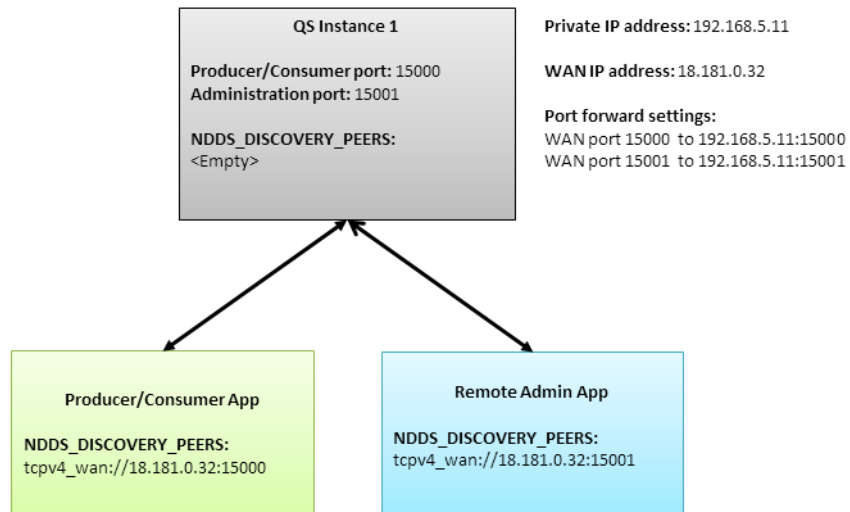 QS Instance 1
Producer/Consumer port: 15000
Administration port: 15001
NDDS_DISCOVERY_PEERS:
<Empty>
Private IP address: 192.168.5.11
WAN IP address: 18.181.0.32
Port forward settings:
WAN port 15000 to 192.168.5.11:15000
WAN port 15001 to 192.168.5.11:15001
Producer/Consumer App
NDDS_DISCOVERY_PEERS:
tcpv4_wan://18.181.0.32:15000
Remote Admin App
NDDS_DISCOVERY_PEERS:
tcpv4_wan://18.181.0.32:15001